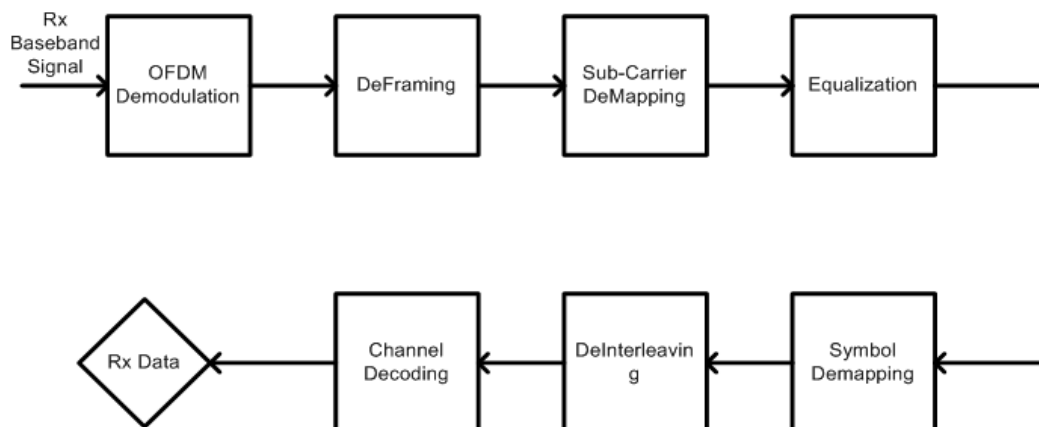 Rx
Baseband
Signal
OFDM
Demodulation
DeFraming
Sub-Carrier
DeMapping
Equalization
Rx Data
Channel
Decoding
DeInterleavin
g
Symbol
Demapping